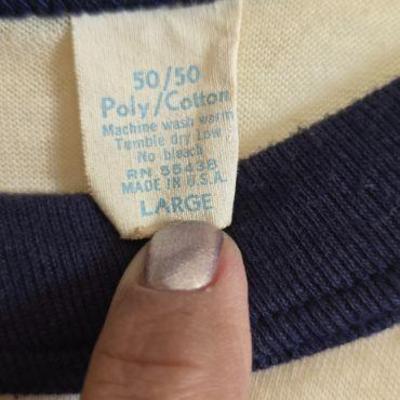 50/50
Poly/Cotton
Machine wash warm
Tumble dry Low
No bleach
RN 55438
MADE IN U.S.A.
LARGE